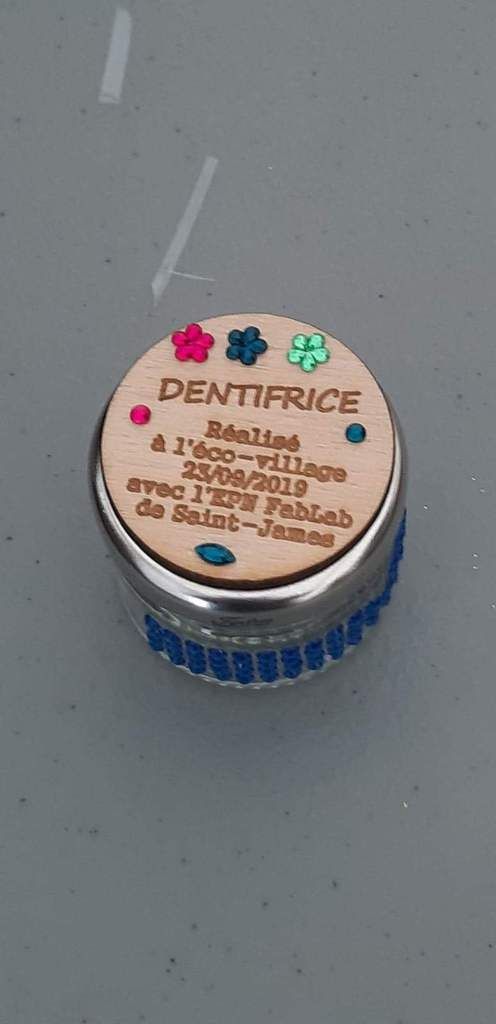 DENTIFRICE
Réalisé
à l'éco-village
23/09/2019
avec l'EPN FabLab
de Saint-James